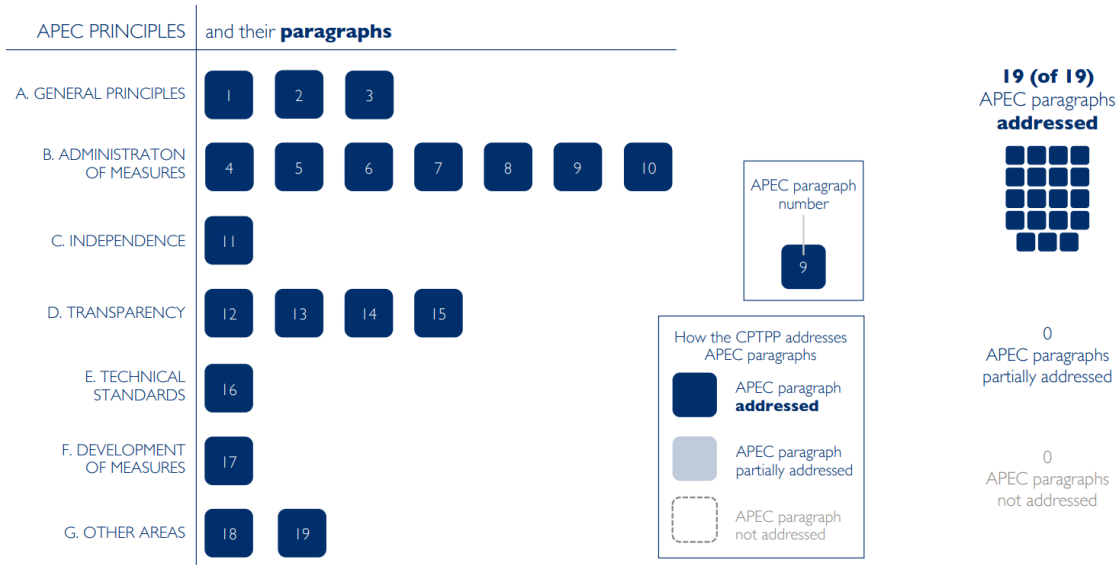 APEC PRINCIPLES and their paragraphs
A. GENERAL PRINCIPLES 1 2 3
B. ADMINISTRATON
OF MEASURES
4 5 6 7 8 9 10
C. INDEPENDENCE 11
D. TRANSPARENCY 12 13 14 15
E. TECHNICAL
STANDARDS
16
F. DEVELOPMENT
OF MEASURES
17
G. OTHER AREAS 18 19
APEC paragraph
number
9
How the CPTPP addresses
APEC paragraphs
APEC paragraph
addressed
APEC paragraph
partially addressed
APEC paragraph
not addressed
19 (of 19)
APEC paragraphs
addressed
0
APEC paragraphs
partially addressed
0
APEC paragraphs
not addressed